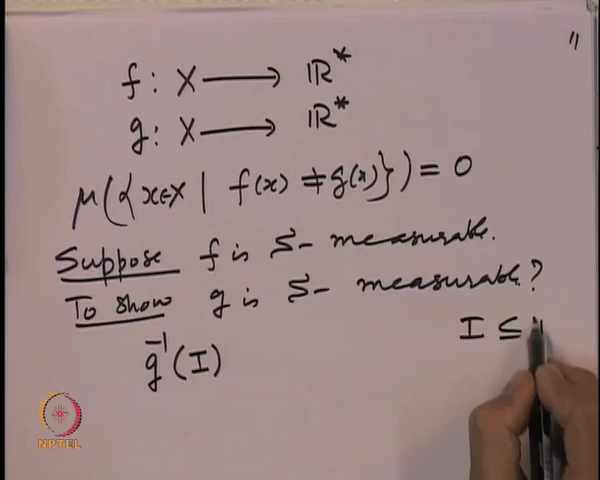 11
f : X ⟶ ℝ*
g : X ⟶ ℝ*
μ({x∈X | f(x) ≠ g(x)}) = 0
Suppose f is S- measurable.
To show g is S- measurable?
g⁻¹(I) I ⊆
NPTEL